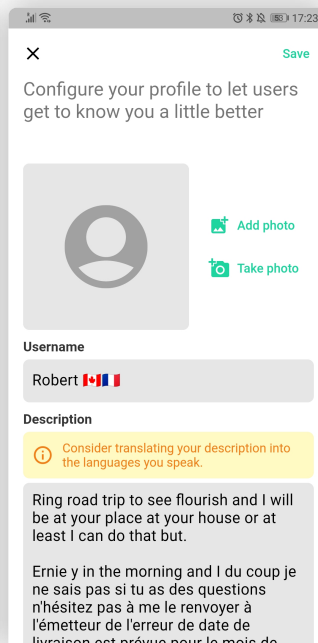 17:23
Save
Configure your profile to let users
get to know you a little better
Add photo
Take photo
Username
Robert 🇨🇦🇫🇷
Description
Consider translating your description into
the languages you speak.
Ring road trip to see flourish and I will
be at your place at your house or at
least I can do that but.
Ernie y in the morning and I du coup je
ne sais pas si tu as des questions
n'hésitez pas à me le renvoyer à
l'émetteur de l'erreur de date de
livraison est prévue pour le mois de